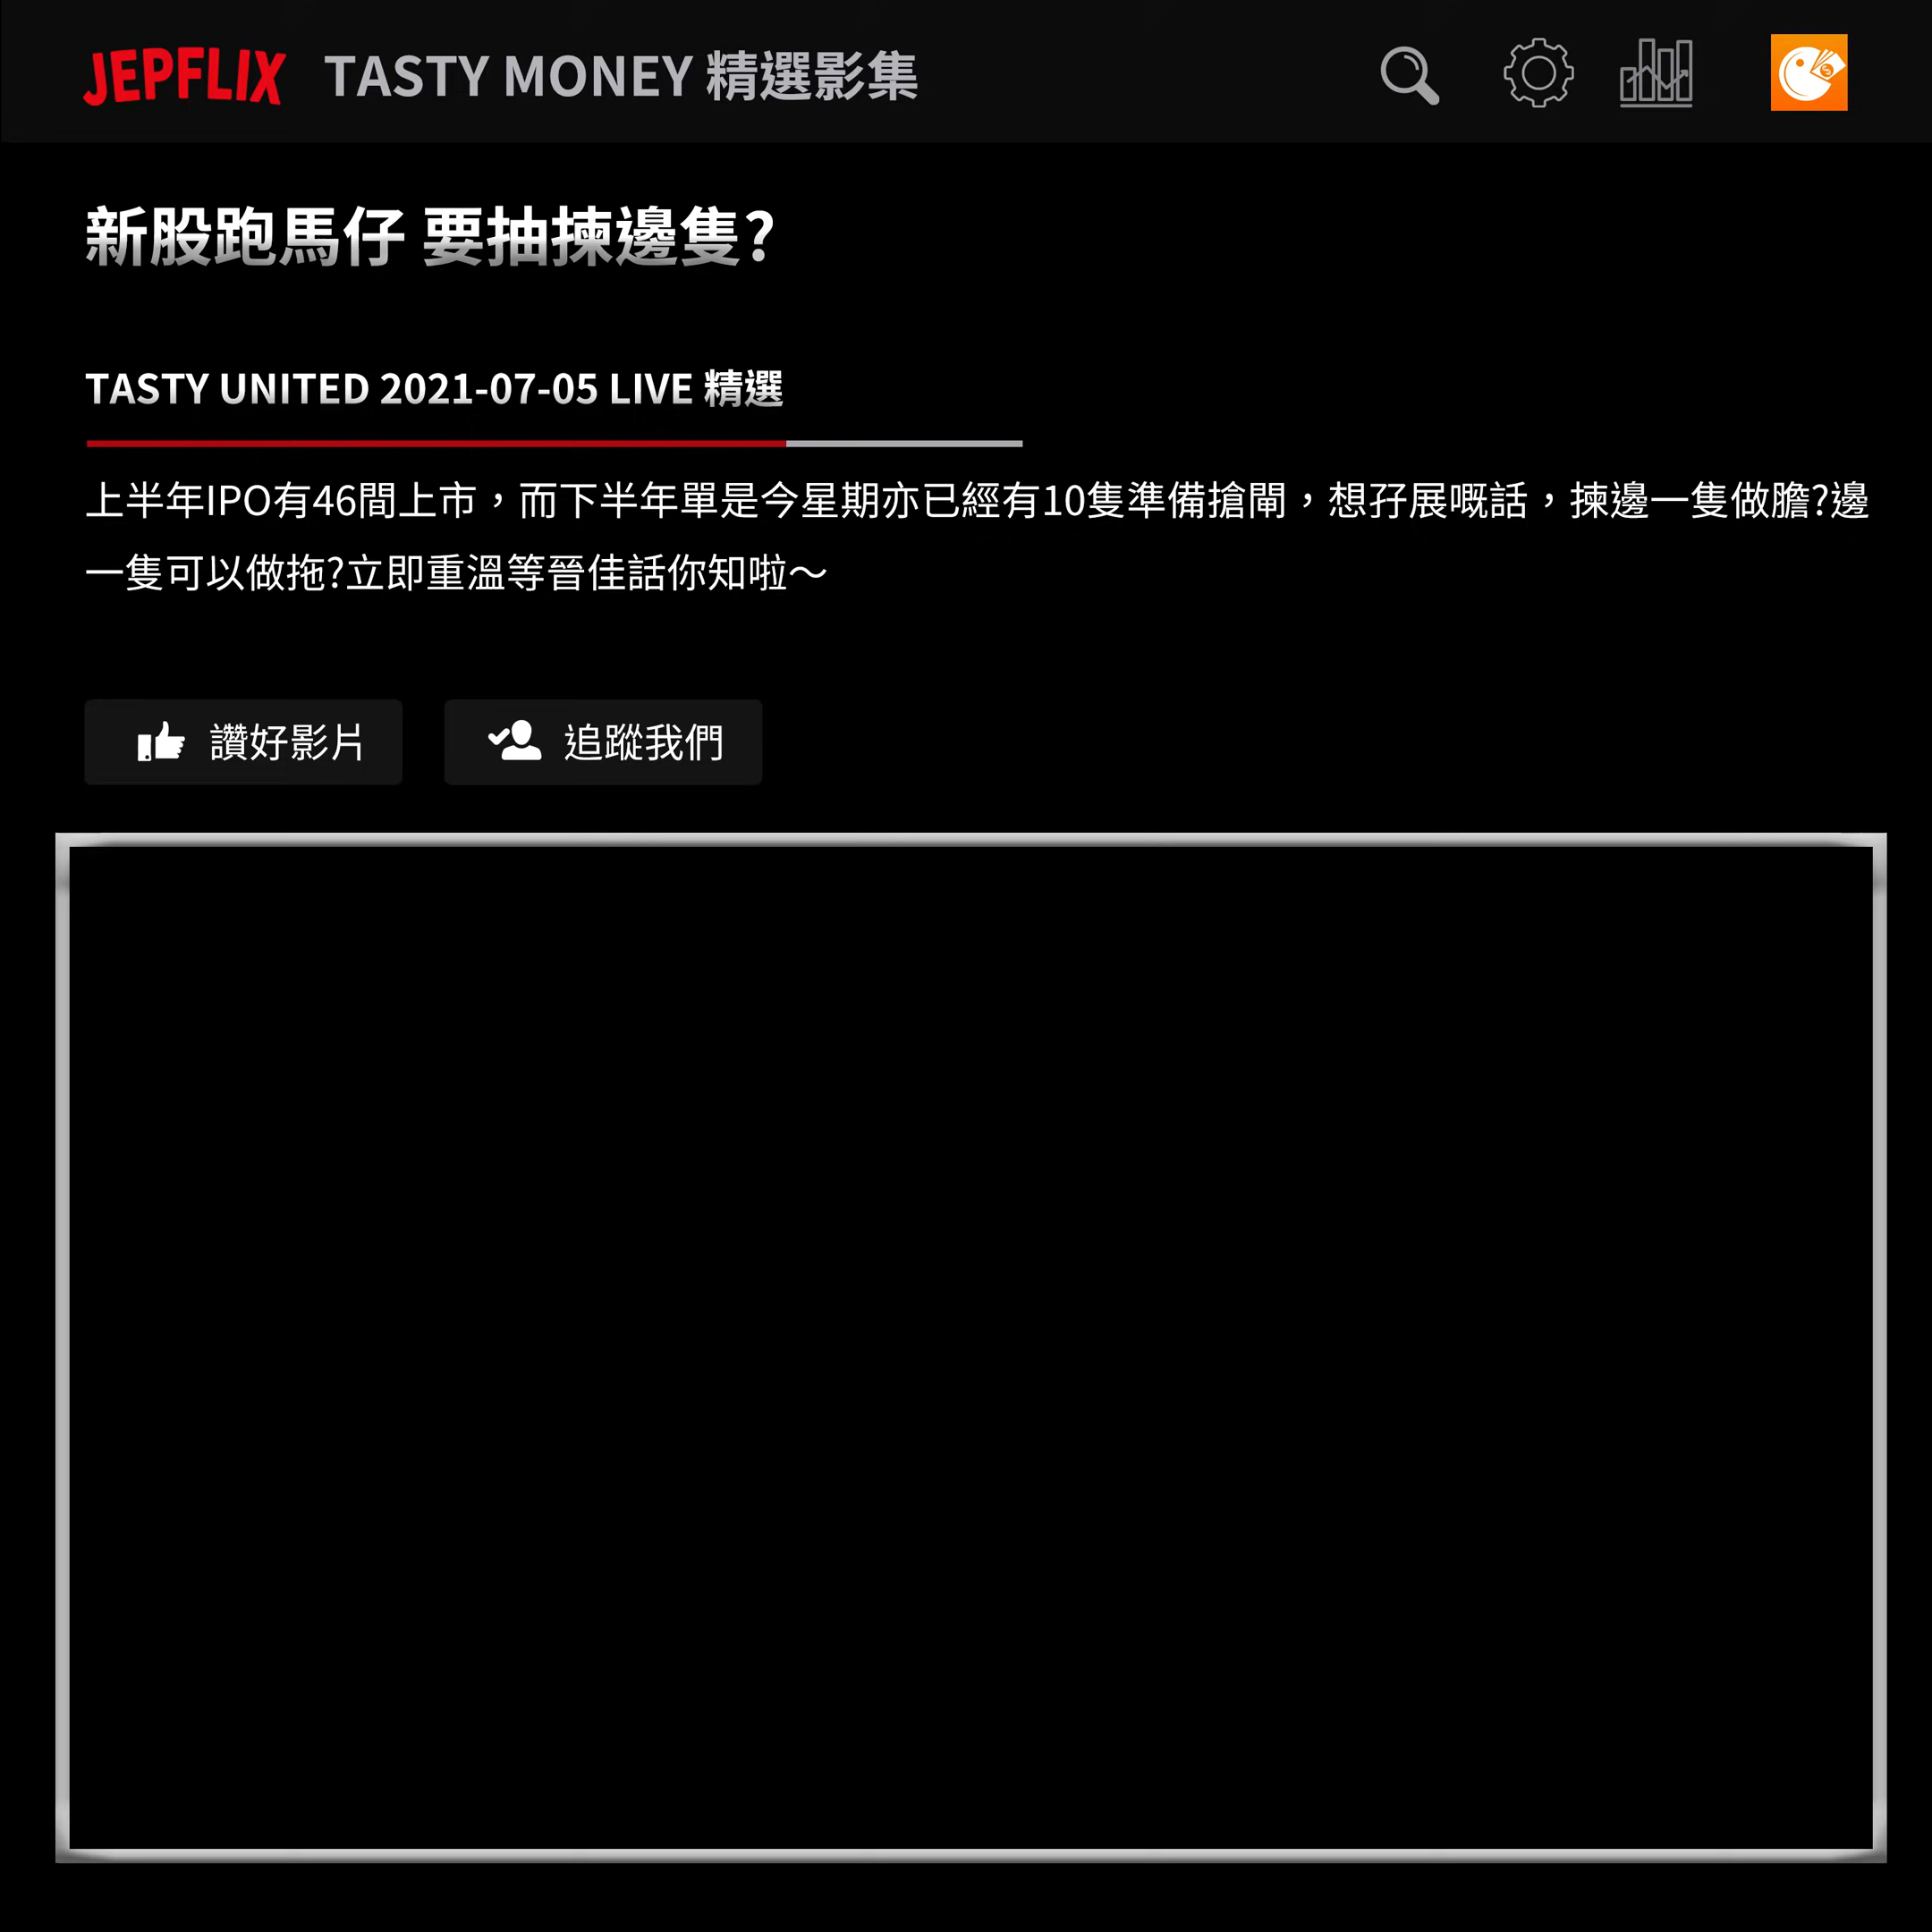 JEPFLIX TASTY MONEY 精選影集
新股跑馬仔 要抽揀邊隻?
TASTY UNITED 2021-07-05 LIVE 精選
上半年IPO有46間上市，而下半年單是今星期亦已經有10隻準備搶閘，想孖展嘅話，揀邊一隻做膽?邊
一隻可以做拖?立即重溫等晉佳話你知啦～
讚好影片 追蹤我們